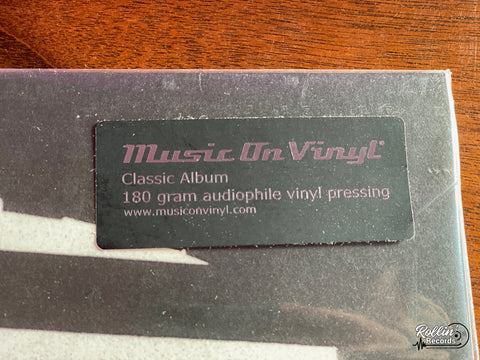 Music On Vinyl®
Classic Album
180 gram audiophile vinyl pressing
www.musiconvinyl.com
Rollin
Records